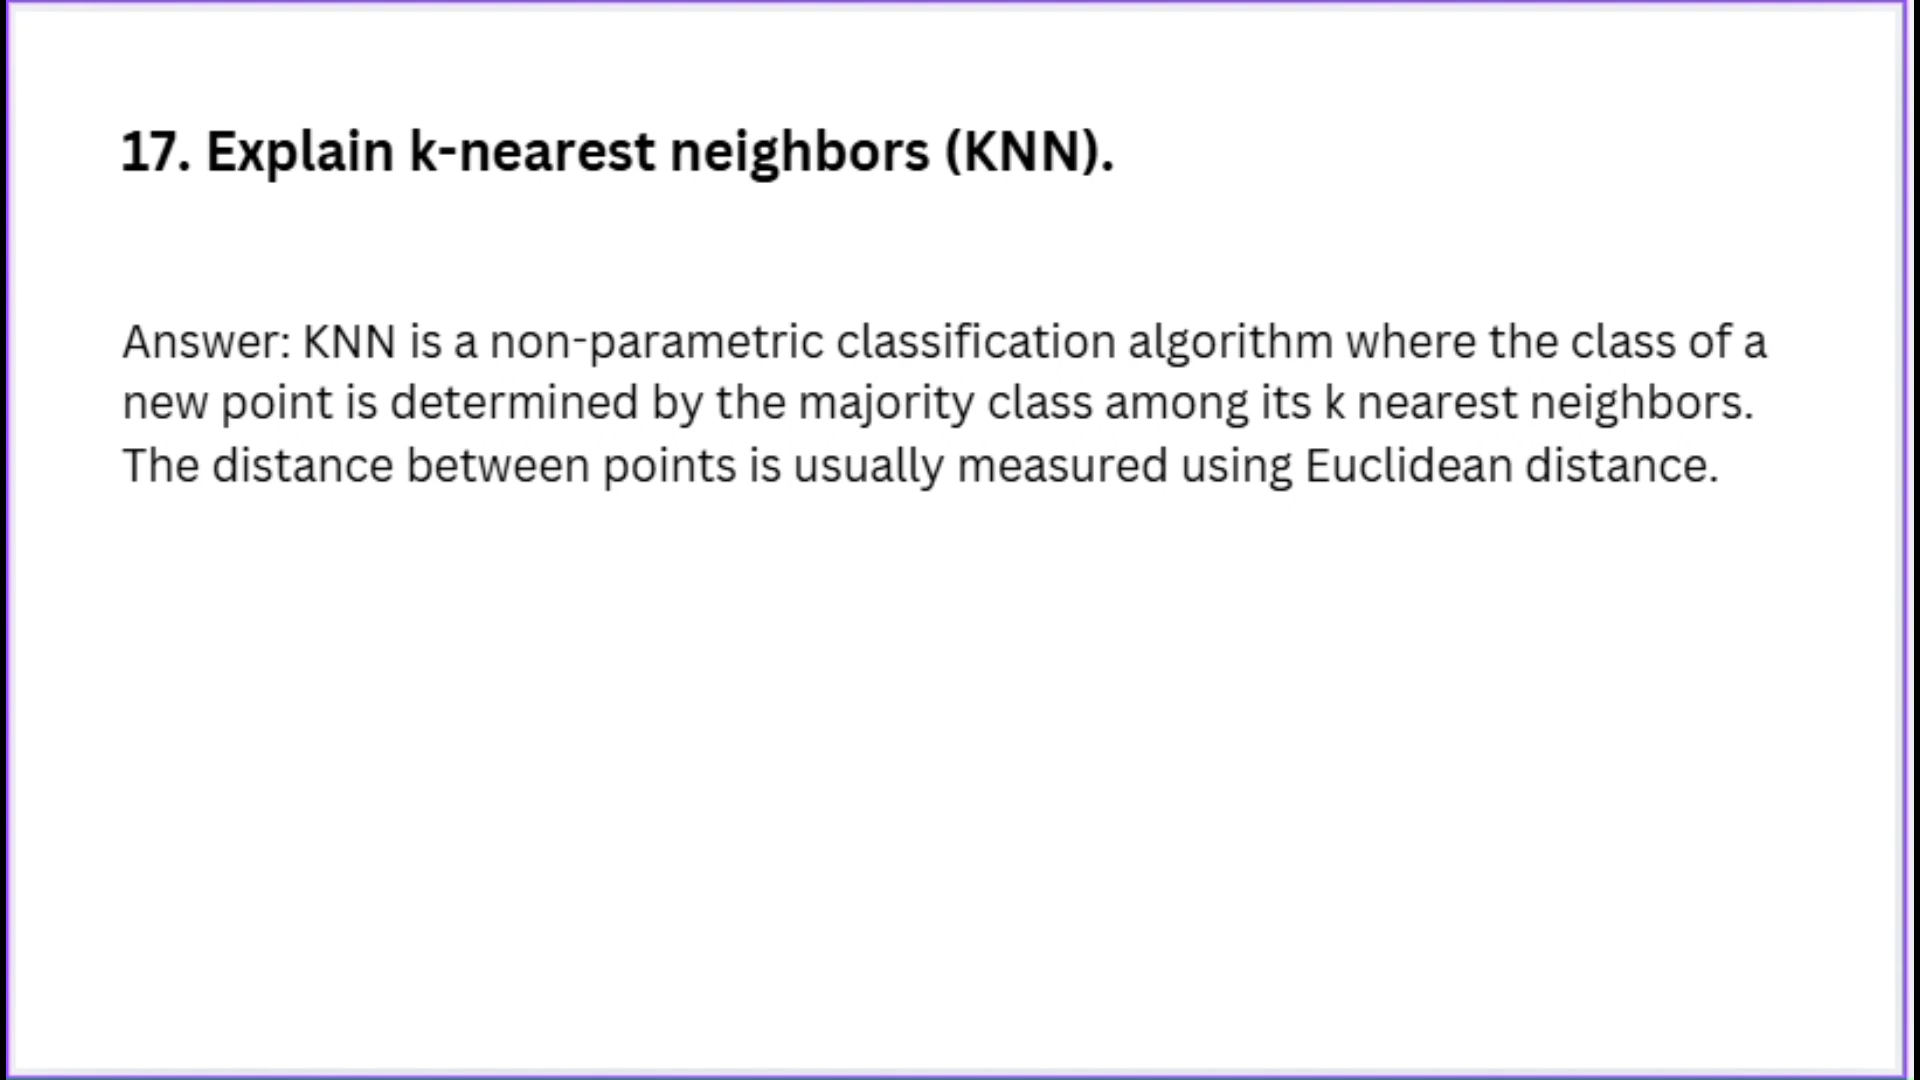 17. Explain k-nearest neighbors (KNN).
Answer: KNN is a non-parametric classification algorithm where the class of a
new point is determined by the majority class among its k nearest neighbors.
The distance between points is usually measured using Euclidean distance.